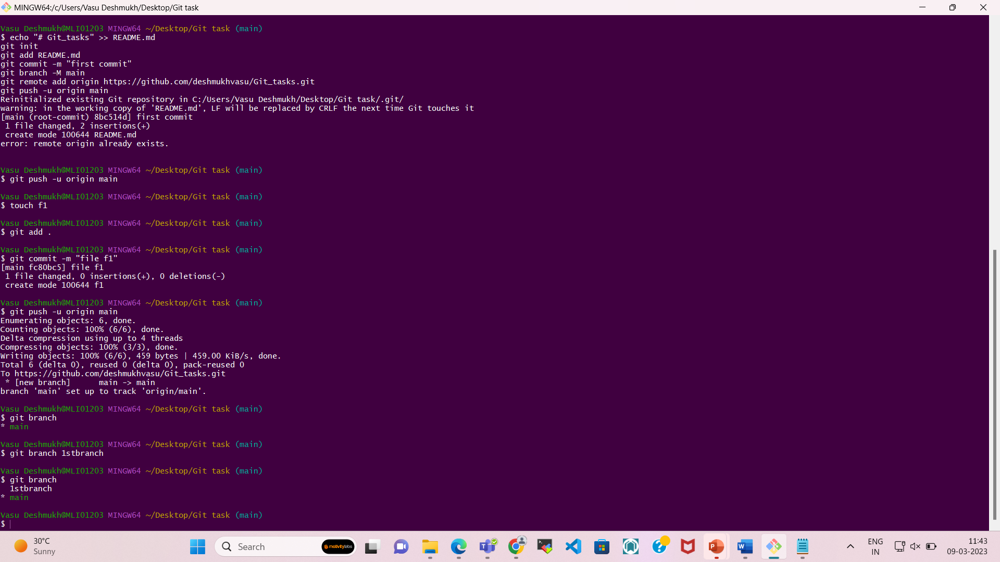 MINGW64:/c/Users/Vasu Deshmukh/Desktop/Git task
Vasu Deshmukh@MLI01203 MINGW64 ~/Desktop/Git task (main)
$ echo "# Git_tasks" >> README.md
git init
git add README.md
git commit -m "first commit"
git branch -M main
git remote add origin https://github.com/deshmukhvasu/Git_tasks.git
git push -u origin main
Reinitialized existing Git repository in C:/Users/Vasu Deshmukh/Desktop/Git task/.git/
warning: in the working copy of 'README.md', LF will be replaced by CRLF the next time Git touches it
[main (root-commit) 8bc514d] first commit
 1 file changed, 2 insertions(+)
 create mode 100644 README.md
error: remote origin already exists.
Vasu Deshmukh@MLI01203 MINGW64 ~/Desktop/Git task (main)
$ git push -u origin main
Vasu Deshmukh@MLI01203 MINGW64 ~/Desktop/Git task (main)
$ touch f1
Vasu Deshmukh@MLI01203 MINGW64 ~/Desktop/Git task (main)
$ git add .
Vasu Deshmukh@MLI01203 MINGW64 ~/Desktop/Git task (main)
$ git commit -m "file f1"
[main fc80bc5] file f1
 1 file changed, 0 insertions(+), 0 deletions(-)
 create mode 100644 f1
Vasu Deshmukh@MLI01203 MINGW64 ~/Desktop/Git task (main)
$ git push -u origin main
Enumerating objects: 6, done.
Counting objects: 100% (6/6), done.
Delta compression using up to 4 threads
Compressing objects: 100% (3/3), done.
Writing objects: 100% (6/6), 459 bytes | 459.00 KiB/s, done.
Total 6 (delta 0), reused 0 (delta 0), pack-reused 0
To https://github.com/deshmukhvasu/Git_tasks.git
 * [new branch]      main -> main
branch 'main' set up to track 'origin/main'.
Vasu Deshmukh@MLI01203 MINGW64 ~/Desktop/Git task (main)
$ git branch
* main
Vasu Deshmukh@MLI01203 MINGW64 ~/Desktop/Git task (main)
$ git branch 1stbranch
Vasu Deshmukh@MLI01203 MINGW64 ~/Desktop/Git task (main)
$ git branch
  1stbranch
* main
Vasu Deshmukh@MLI01203 MINGW64 ~/Desktop/Git task (main)
$
30°C
Sunny
Search
motivitylabs
ENG
IN
11:43
09-03-2023